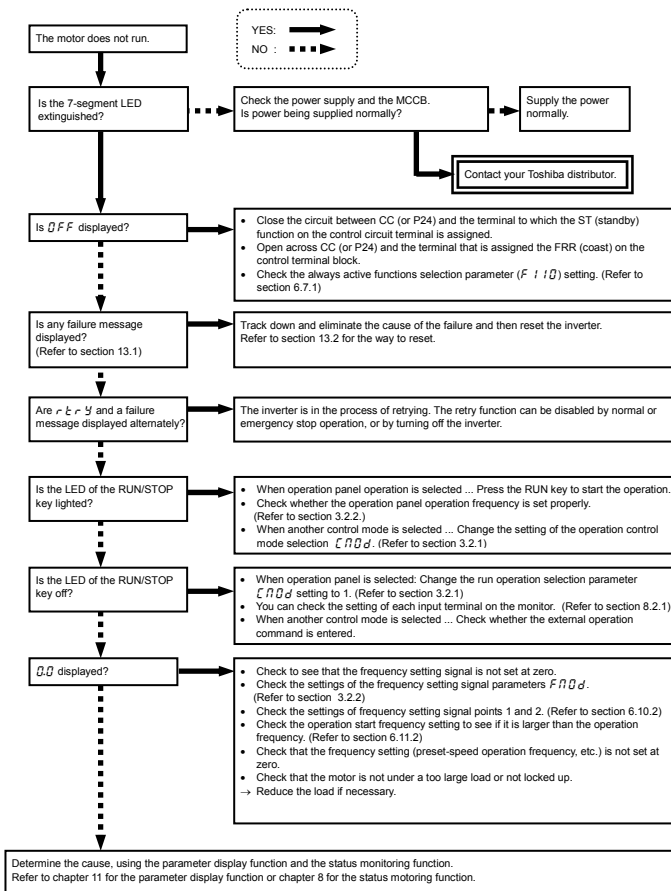 The motor does not run.
YES:
NO :
Is the 7-segment LED
extinguished?
Check the power supply and the MCCB.
Is power being supplied normally?
Supply the power
normally.
Contact your Toshiba distributor.
Is OFF displayed?
• Close the circuit between CC (or P24) and the terminal to which the ST (standby)
function on the control circuit terminal is assigned.
• Open across CC (or P24) and the terminal that is assigned the FRR (coast) on the
control terminal block.
• Check the always active functions selection parameter (F110) setting. (Refer to
section 6.7.1)
Is any failure message
displayed?
(Refer to section 13.1)
Track down and eliminate the cause of the failure and then reset the inverter.
Refer to section 13.2 for the way to reset.
Are rtry and a failure
message displayed alternately?
The inverter is in the process of retrying. The retry function can be disabled by normal or
emergency stop operation, or by turning off the inverter.
Is the LED of the RUN/STOP
key lighted?
• When operation panel operation is selected ... Press the RUN key to start the operation.
• Check whether the operation panel operation frequency is set properly.
(Refer to section 3.2.2.)
• When another control mode is selected ... Change the setting of the operation control
mode selection CMOd. (Refer to section 3.2.1)
Is the LED of the RUN/STOP
key off?
• When operation panel is selected: Change the run operation selection parameter
CMOd setting to 1. (Refer to section 3.2.1)
• You can check the setting of each input terminal on the monitor. (Refer to section 8.2.1)
• When another control mode is selected ... Check whether the external operation
command is entered.
0.0 displayed?
• Check to see that the frequency setting signal is not set at zero.
• Check the settings of the frequency setting signal parameters FMOd.
(Refer to section 3.2.2)
• Check the settings of frequency setting signal points 1 and 2. (Refer to section 6.10.2)
• Check the operation start frequency setting to see if it is larger than the operation
frequency. (Refer to section 6.11.2)
• Check that the frequency setting (preset-speed operation frequency, etc.) is not set at
zero.
• Check that the motor is not under a too large load or not locked up.
→ Reduce the load if necessary.
Determine the cause, using the parameter display function and the status monitoring function.
Refer to chapter 11 for the parameter display function or chapter 8 for the status motoring function.